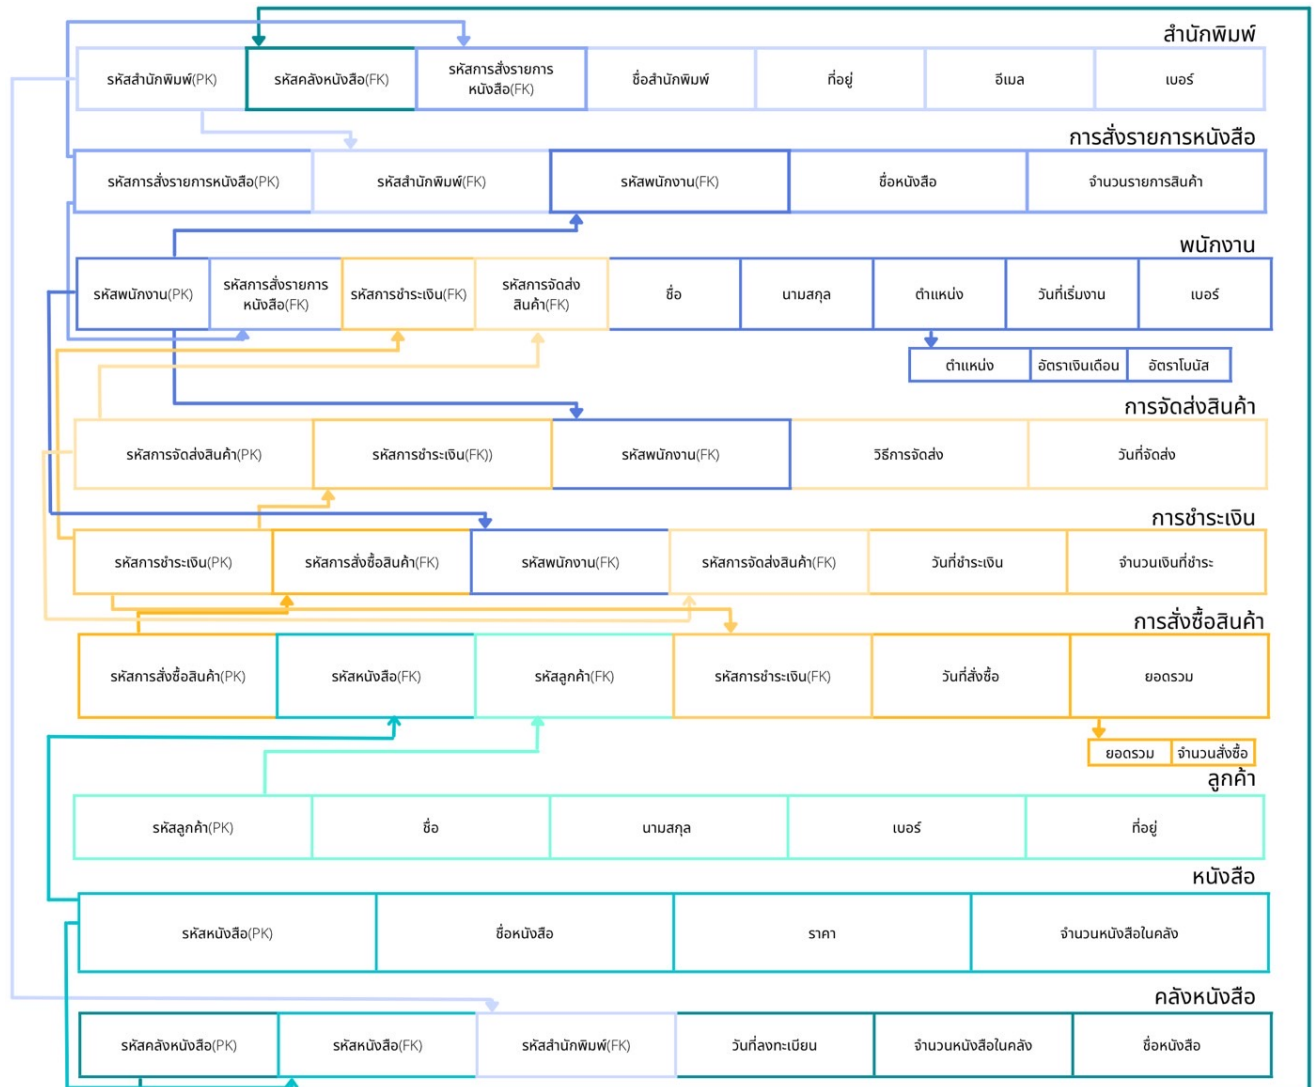 สำนักพิมพ์
รหัสสำนักพิมพ์(PK)
รหัสคลังหนังสือ(FK)
รหัสการสั่งรายการ
หนังสือ(FK)
ชื่อสำนักพิมพ์
ที่อยู่
อีเมล
เบอร์
การสั่งรายการหนังสือ
รหัสการสั่งรายการหนังสือ(PK)
รหัสสำนักพิมพ์(FK)
รหัสพนักงาน(FK)
ชื่อหนังสือ
จำนวนรายการสินค้า
พนักงาน
รหัสพนักงาน(PK)
รหัสการสั่งรายการ
หนังสือ(FK)
รหัสการชำระเงิน(FK)
รหัสการจัดส่ง
สินค้า(FK)
ชื่อ
นามสกุล
ตำแหน่ง
วันที่เริ่มงาน
เบอร์
ตำแหน่ง
อัตราเงินเดือน
อัตราโบนัส
การจัดส่งสินค้า
รหัสการจัดส่งสินค้า(PK)
รหัสการชำระเงิน(FK))
รหัสพนักงาน(FK)
วิธีการจัดส่ง
วันที่จัดส่ง
การชำระเงิน
รหัสการชำระเงิน(PK)
รหัสการสั่งซื้อสินค้า(FK)
รหัสพนักงาน(FK)
รหัสการจัดส่งสินค้า(FK)
วันที่ชำระเงิน
จำนวนเงินที่ชำระ
การสั่งซื้อสินค้า
รหัสการสั่งซื้อสินค้า(PK)
รหัสหนังสือ(FK)
รหัสลูกค้า(FK)
รหัสการชำระเงิน(FK)
วันที่สั่งซื้อ
ยอดรวม
ยอดรวม
จำนวนสั่งซื้อ
ลูกค้า
รหัสลูกค้า(PK)
ชื่อ
นามสกุล
เบอร์
ที่อยู่
หนังสือ
รหัสหนังสือ(PK)
ชื่อหนังสือ
ราคา
จำนวนหนังสือในคลัง
คลังหนังสือ
รหัสคลังหนังสือ(PK)
รหัสหนังสือ(FK)
รหัสสำนักพิมพ์(FK)
วันที่ลงทะเบียน
จำนวนหนังสือในคลัง
ชื่อหนังสือ